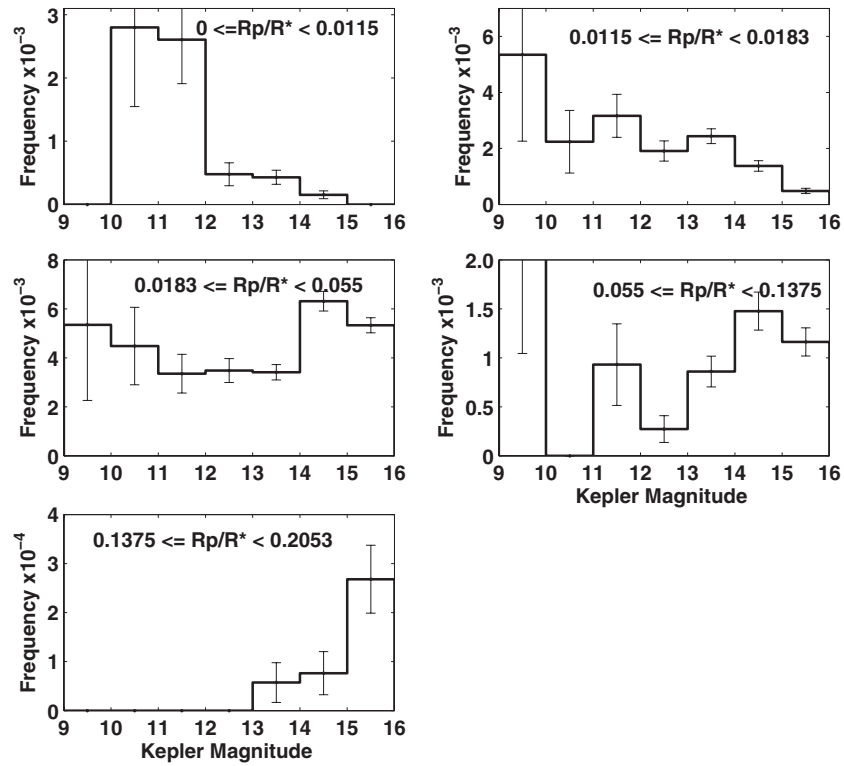 0 <=Rp/R* < 0.0115
Frequency x10⁻³
3
2
1
0
9 10 11 12 13 14 15 16
0.0115 <= Rp/R* < 0.0183
Frequency x10⁻³
6
4
2
0
9 10 11 12 13 14 15 16
0.0183 <= Rp/R* < 0.055
Frequency x10⁻³
8
6
4
2
0
9 10 11 12 13 14 15 16
0.055 <= Rp/R* < 0.1375
Frequency x10⁻³
2.0
1.5
1
0.5
0
9 10 11 12 13 14 15 16
Kepler Magnitude
0.1375 <= Rp/R* < 0.2053
Frequency x10⁻⁴
4
3
2
1
0
9 10 11 12 13 14 15 16
Kepler Magnitude